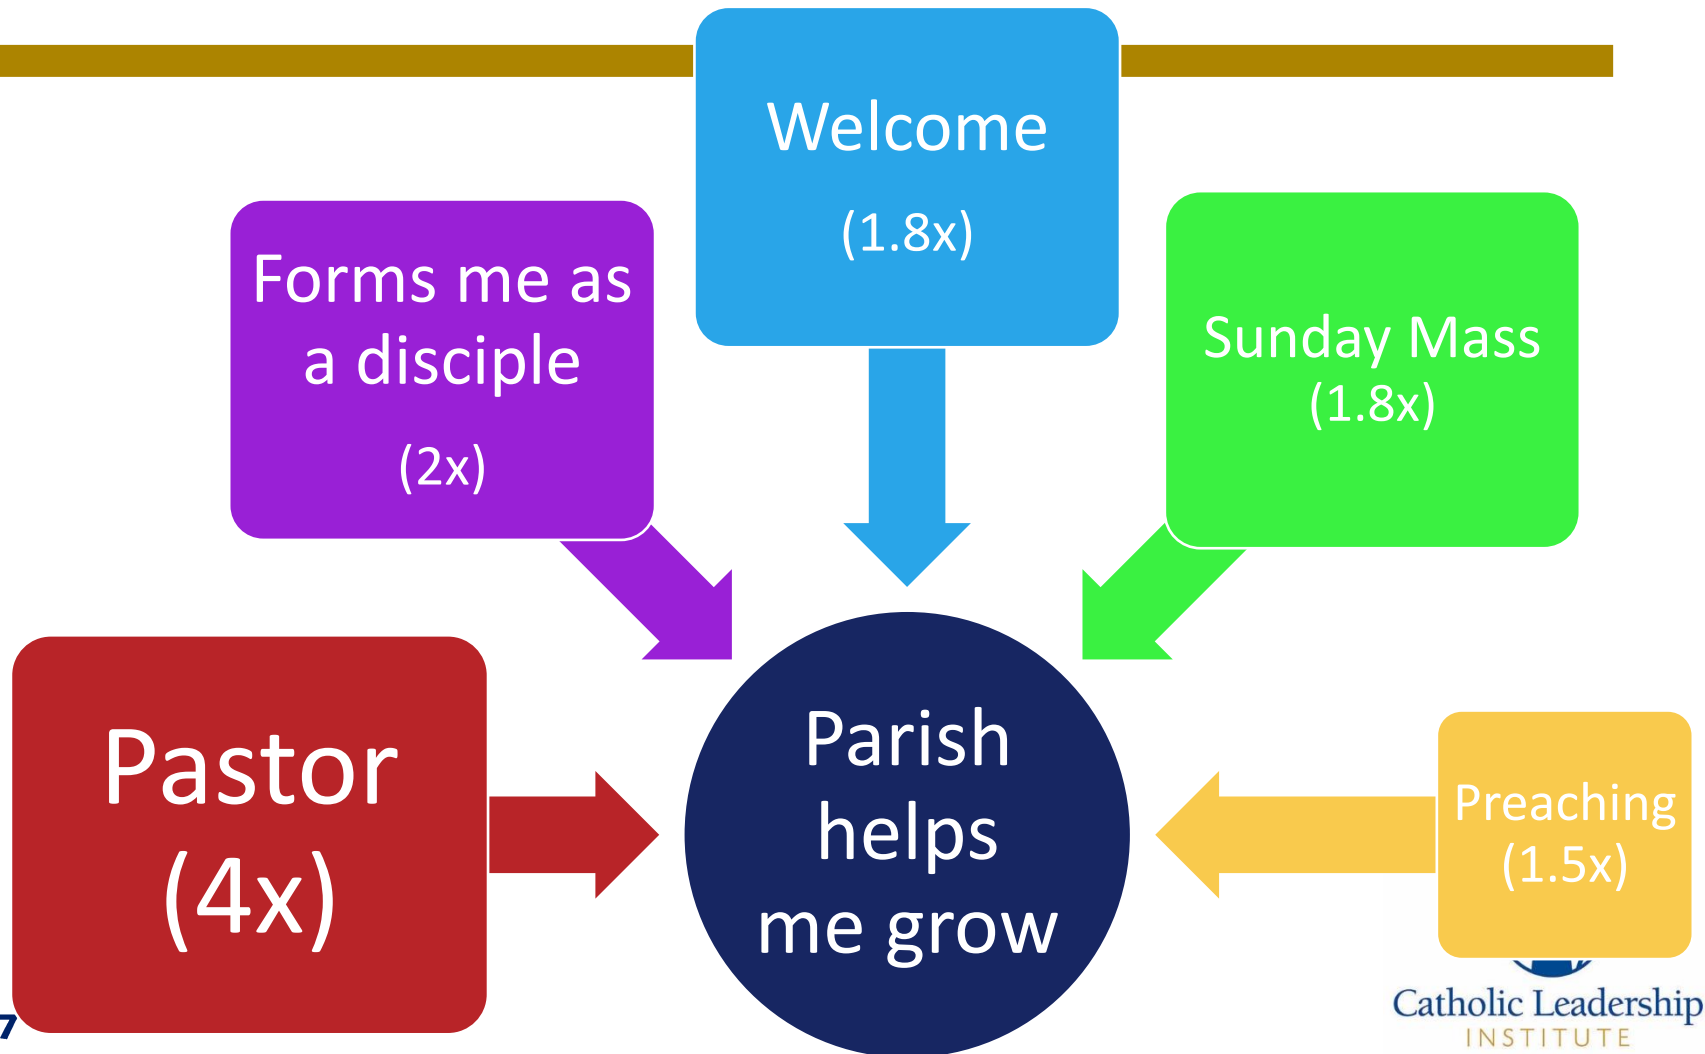 Welcome
(1.8x)
Forms me as
a disciple
(2x)
Sunday Mass
(1.8x)
Pastor
(4x)
Parish
helps
me grow
Preaching
(1.5x)
7
Catholic Leadership
INSTITUTE